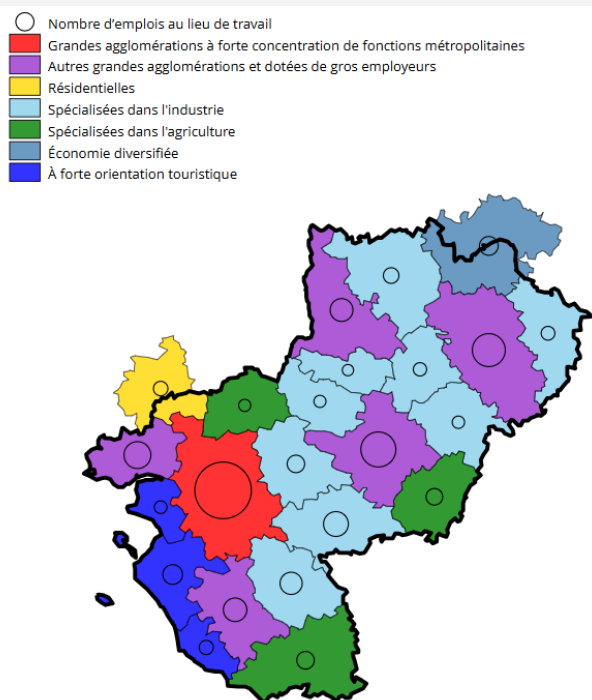 Nombre d'emplois au lieu de travail
Grandes agglomérations à forte concentration de fonctions métropolitaines
Autres grandes agglomérations et dotées de gros employeurs
Résidentielles
Spécialisées dans l'industrie
Spécialisées dans l'agriculture
Économie diversifiée
À forte orientation touristique